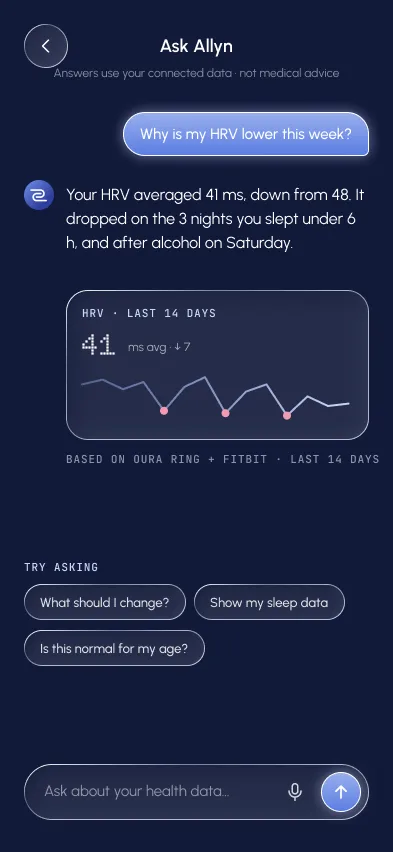 Ask Allyn
Answers use your connected data · not medical advice
Why is my HRV lower this week?
Your HRV averaged 41 ms, down from 48. It
dropped on the 3 nights you slept under 6
h, and after alcohol on Saturday.
HRV · LAST 14 DAYS
41 ms avg · ↓ 7
BASED ON OURA RING + FITBIT · LAST 14 DAYS
TRY ASKING
What should I change?
Show my sleep data
Is this normal for my age?
Ask about your health data...